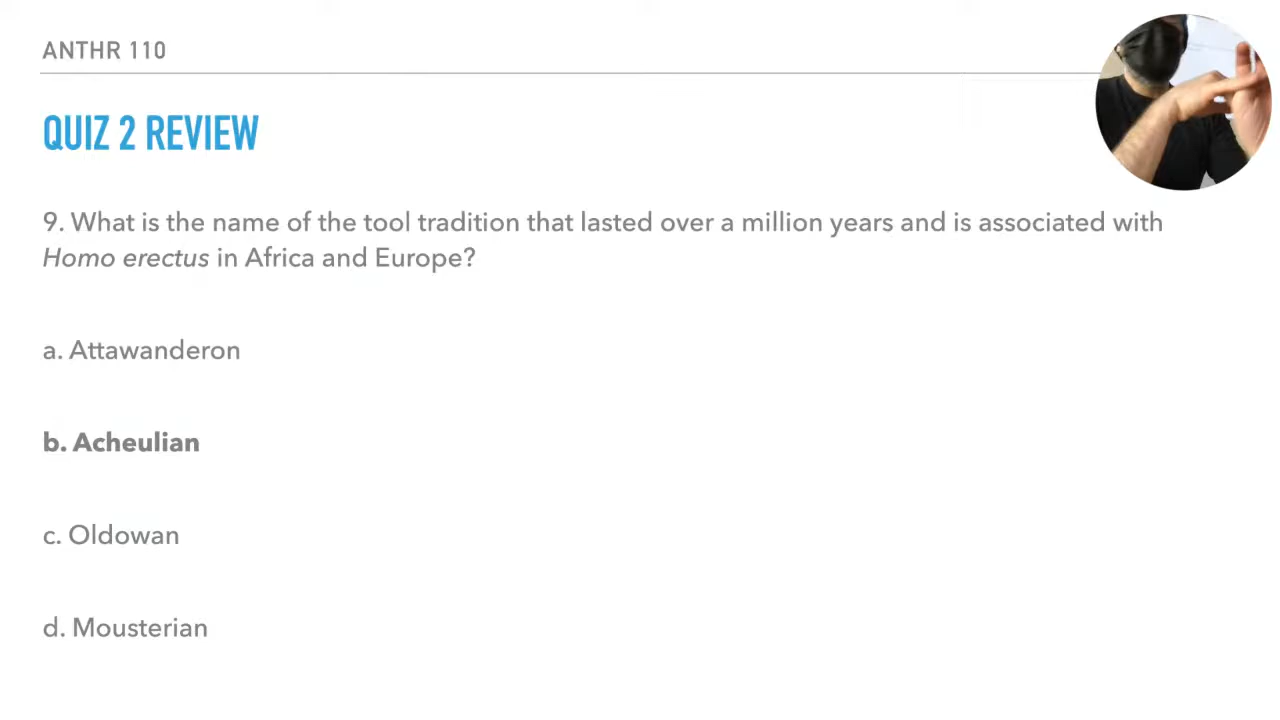 ANTHR 110
QUIZ 2 REVIEW
9. What is the name of the tool tradition that lasted over a million years and is associated with
Homo erectus in Africa and Europe?
a. Attawanderon
b. Acheulian
c. Oldowan
d. Mousterian